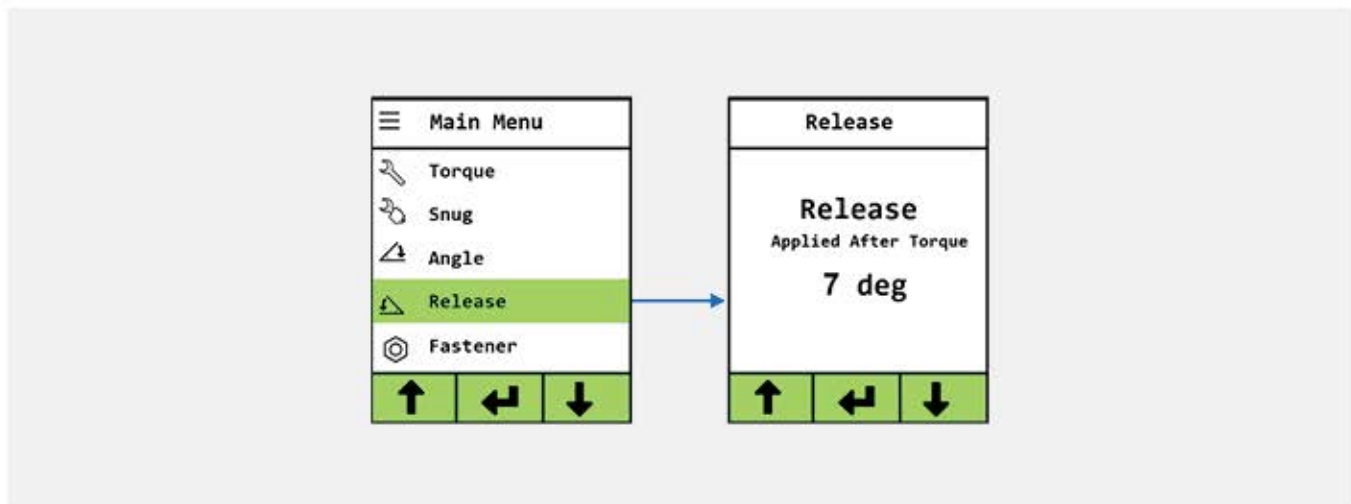 Main Menu
Torque
Snug
Angle
Release
Fastener
Release
Release
Applied After Torque
7 deg